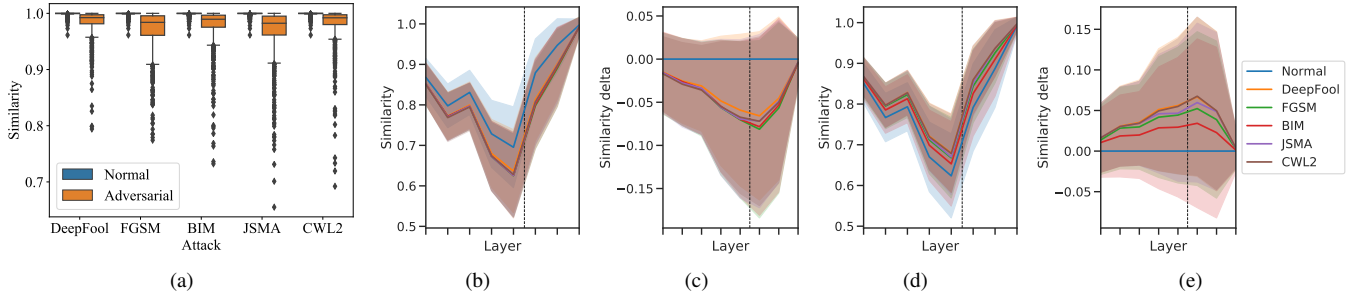 Similarity
1.0
0.9
0.8
0.7
Normal
Adversarial
DeepFool FGSM BIM JSMA CWL2
Attack
(a)
Similarity
1.0
0.9
0.8
0.7
0.6
0.5
Layer
(b)
Similarity delta
0.05
0.00
−0.05
−0.10
−0.15
Layer
(c)
Similarity
1.0
0.9
0.8
0.7
0.6
0.5
Layer
(d)
Similarity delta
0.15
0.10
0.05
0.00
−0.05
Layer
(e)
Normal
DeepFool
FGSM
BIM
JSMA
CWL2